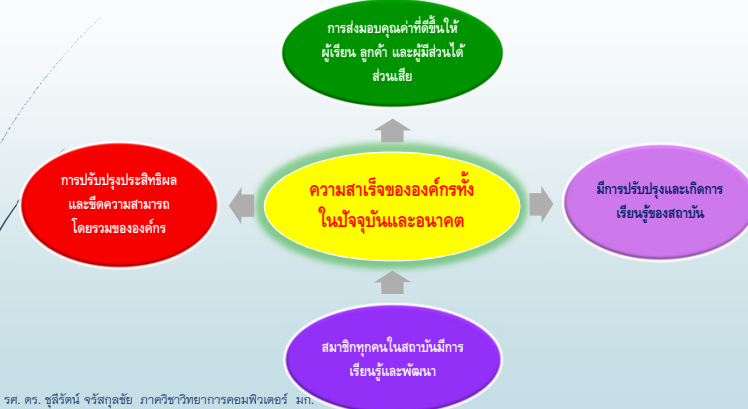 การส่งมอบคุณค่าที่ดีขึ้นให้
ผู้เรียน ลูกค้า และผู้มีส่วนได้
ส่วนเสีย
การปรับปรุงประสิทธิผล
และขีดความสามารถ
โดยรวมขององค์กร
ความสาเร็จขององค์กรทั้ง
ในปัจจุบันและอนาคต
มีการปรับปรุงและเกิดการ
เรียนรู้ของสถาบัน
สมาชิกทุกคนในสถาบันมีการ
เรียนรู้และพัฒนา
รศ. ดร. ชุลีรัตน์ จรัสกุลชัย ภาควิชาวิทยาการคอมพิวเตอร์ มก.